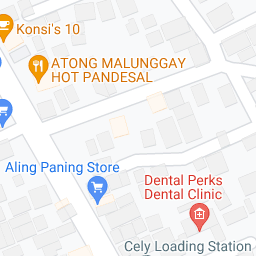 Konsi's 10
ATONG MALUNGGAY
HOT PANDESAL
Aling Paning Store
Dental Perks
Dental Clinic
Cely Loading Station